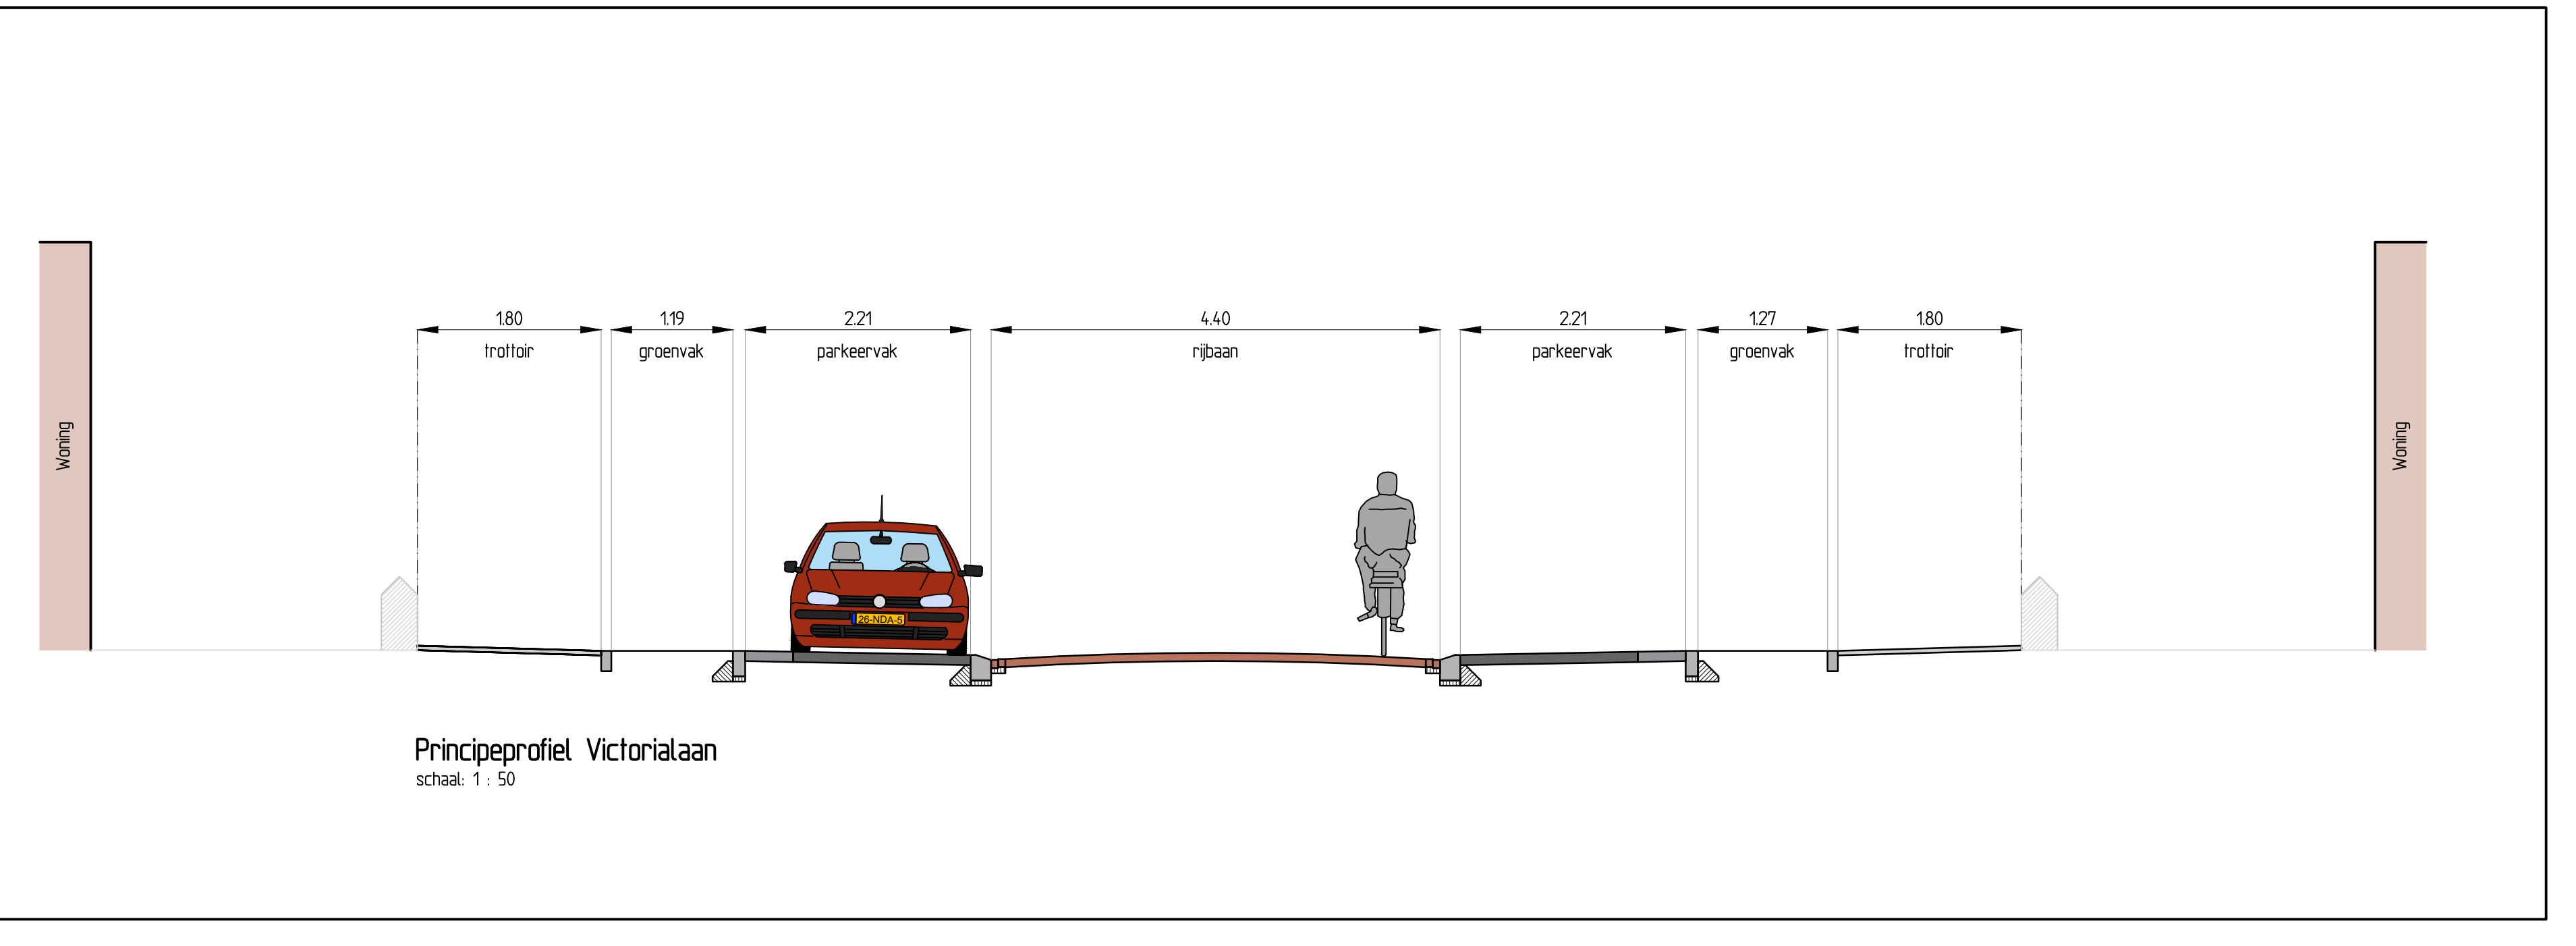 1.80 1.19 2.21 4.40 2.21 1.27 1.80
trottoir groenvak parkeervak rijbaan parkeervak groenvak trottoir
Woning
Woning
26-NDA-5
Principeprofiel Victorialaan
schaal: 1 : 50